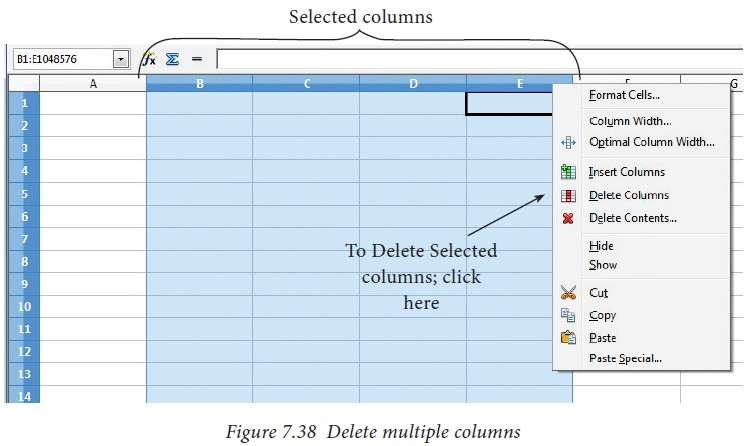 Selected columns
B1:E1048576 fx Σ =
A B C D E F G
1
2
3
4
5
6
7
8
9
10
11
12
13
14
Format Cells...
Column Width...
Optimal Column Width...
Insert Columns
Delete Columns
Delete Contents...
Hide
Show
Cut
Copy
Paste
Paste Special...
To Delete Selected
columns; click
here
Figure 7.38 Delete multiple columns